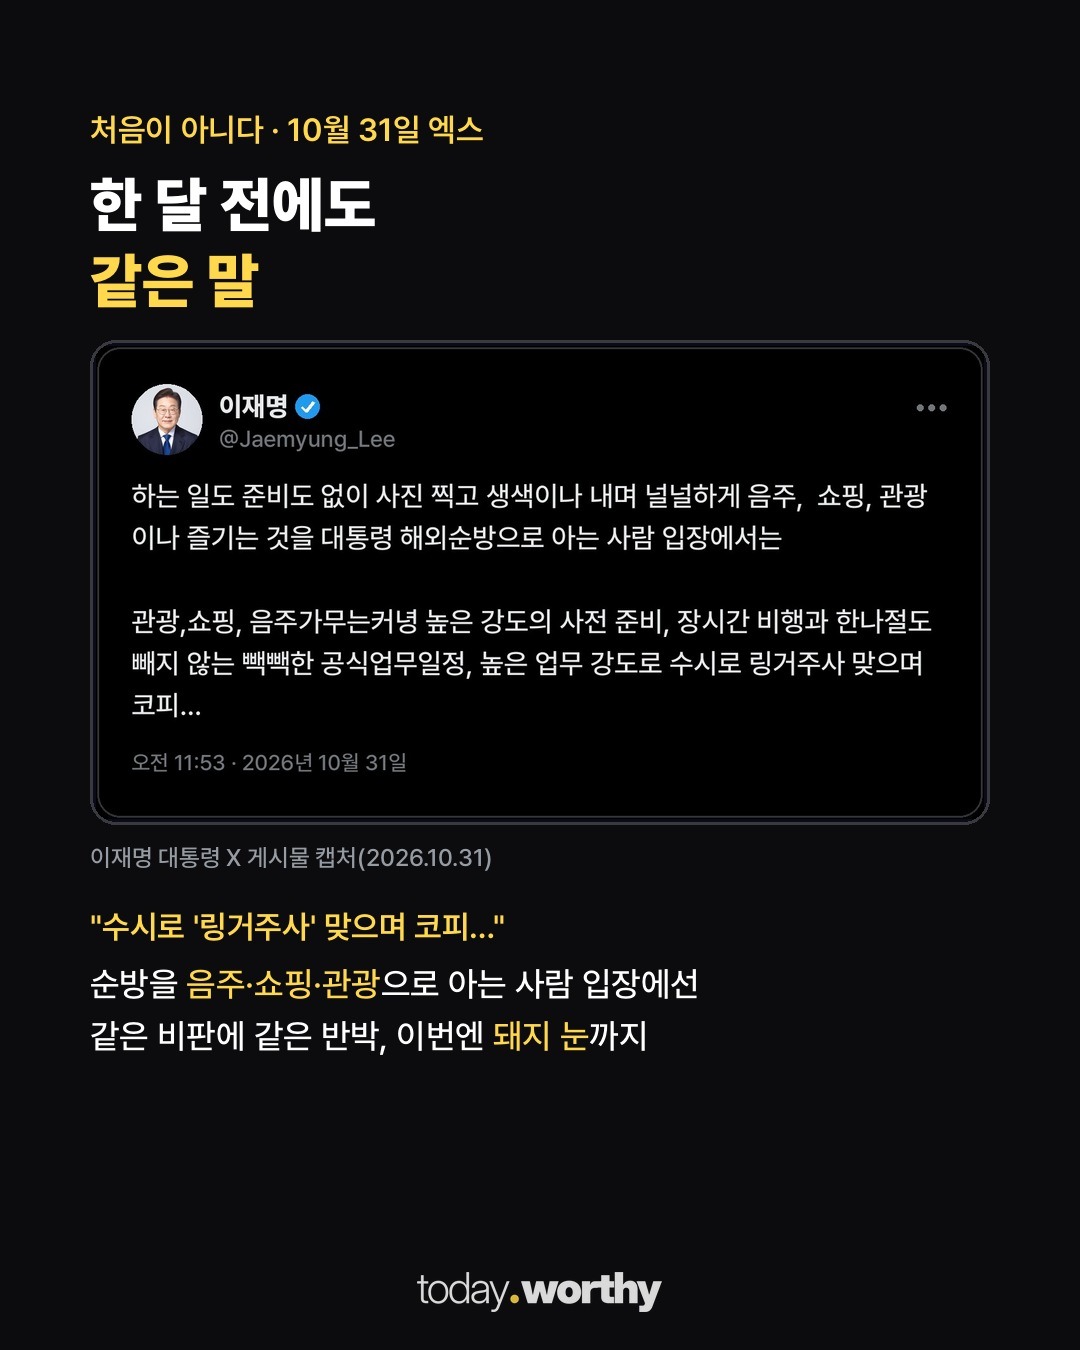 처음이 아니다 · 10월 31일 엑스
한 달 전에도
같은 말
이재명
@Jaemyung_Lee
하는 일도 준비도 없이 사진 찍고 생색이나 내며 널널하게 음주,  쇼핑, 관광
이나 즐기는 것을 대통령 해외순방으로 아는 사람 입장에서는
관광,쇼핑, 음주가무는커녕 높은 강도의 사전 준비, 장시간 비행과 한나절도
빼지 않는 빽빽한 공식업무일정, 높은 업무 강도로 수시로 링거주사 맞으며
코피...
오전 11:53 · 2026년 10월 31일
이재명 대통령 X 게시물 캡처(2026.10.31)
"수시로 '링거주사' 맞으며 코피..."
순방을 음주·쇼핑·관광으로 아는 사람 입장에선
같은 비판에 같은 반박, 이번엔 돼지 눈까지
today.worthy